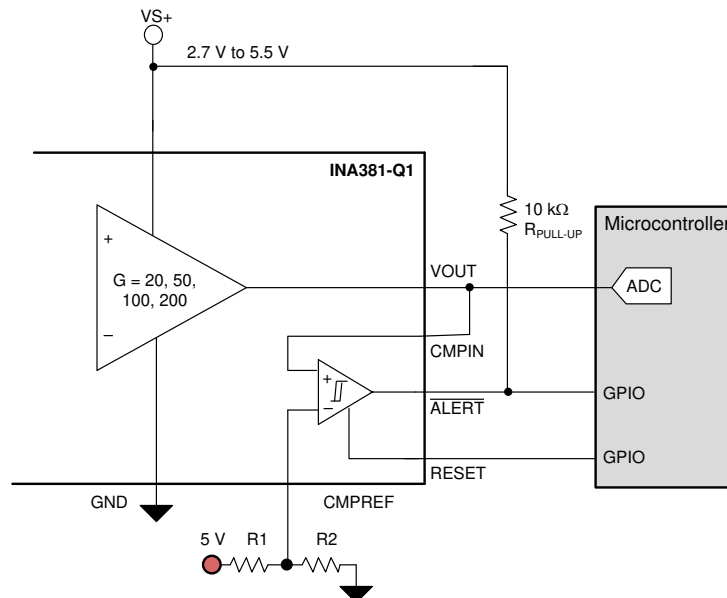 VS+
2.7 V to 5.5 V
INA381-Q1
+
G = 20, 50,
100, 200
−
10 kΩ
RPULL-UP
Microcontroller
VOUT
ADC
CMPIN
+
−
ALERT
GPIO
RESET
GPIO
GND
CMPREF
5 V
R1
R2